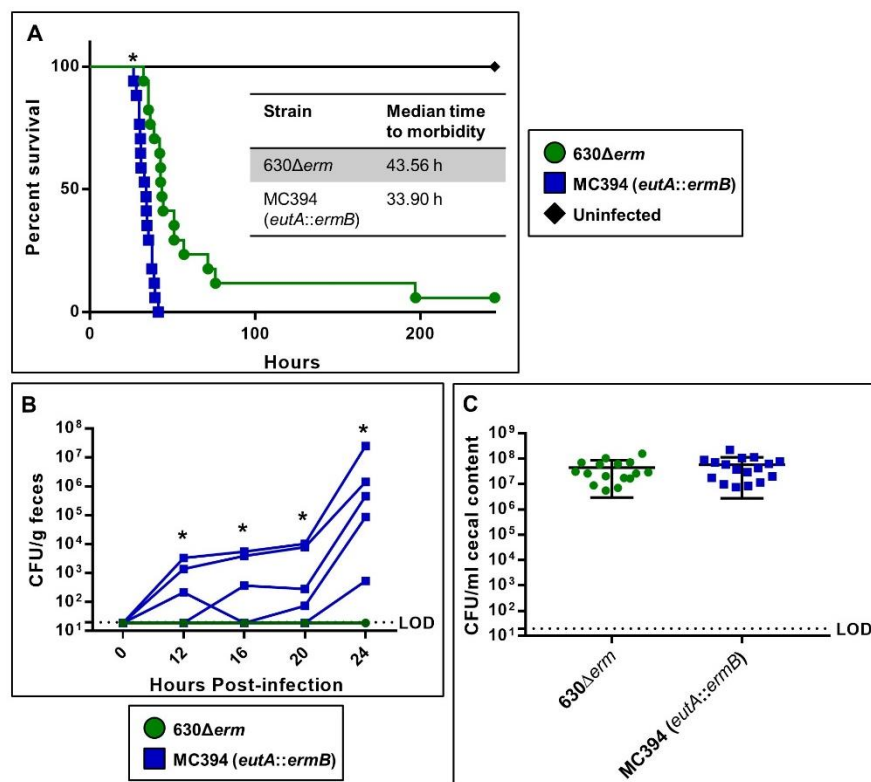 A
*
100
50
0
Percent survival
0
100
200
Hours
Strain
Median time
to morbidity
630Δerm
43.56 h
MC394
(eutA::ermB)
33.90 h
630Δerm
MC394 (eutA::ermB)
Uninfected
B
10⁸
10⁷
10⁶
10⁵
10⁴
10³
10²
10¹
CFU/g feces
*
*
*
*
LOD
0
12
16
20
24
Hours Post-infection
630Δerm
MC394 (eutA::ermB)
C
10⁹
10⁸
10⁷
10⁶
10⁵
10⁴
10³
10²
10¹
CFU/ml cecal content
LOD
630Δerm
MC394 (eutA::ermB)